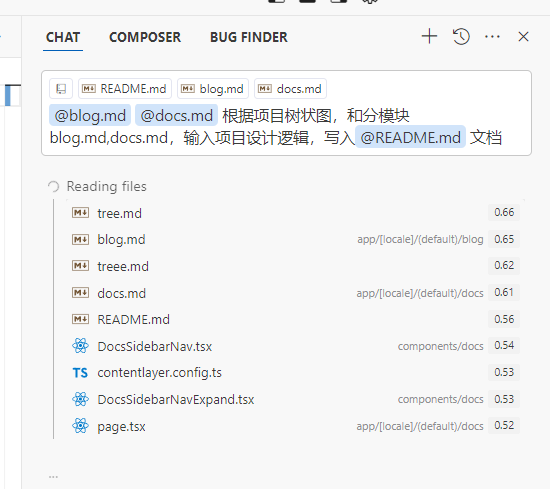 CHAT COMPOSER BUG FINDER
README.md blog.md docs.md
@blog.md @docs.md 根据项目树状图，和分模块
blog.md,docs.md，输入项目设计逻辑，写入 @README.md 文档
Reading files
tree.md 0.66
blog.md app/[locale]/(default)/blog 0.65
treee.md 0.62
docs.md app/[locale]/(default)/docs 0.61
README.md 0.56
DocsSidebarNav.tsx components/docs 0.54
TS contentlayer.config.ts 0.53
DocsSidebarNavExpand.tsx components/docs 0.53
page.tsx app/[locale]/(default)/docs 0.52
...